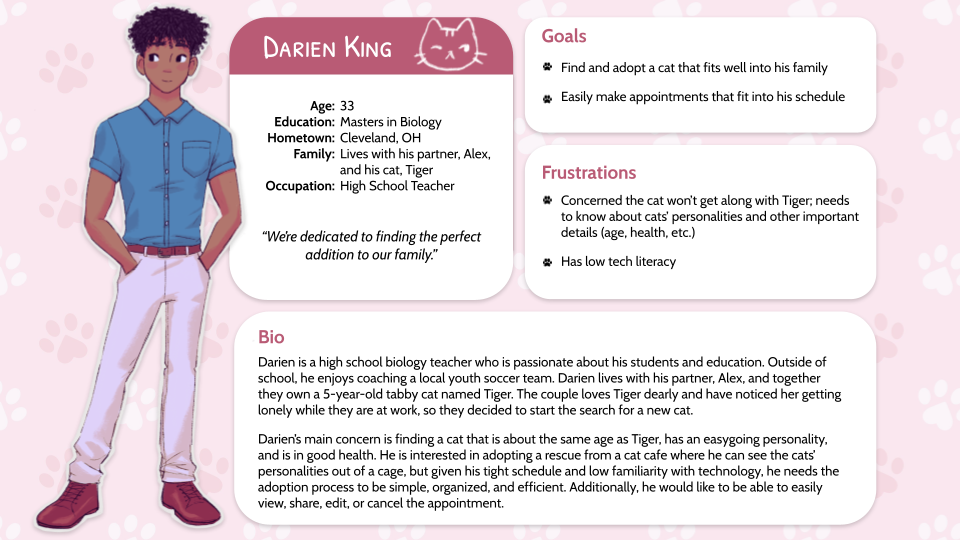 Darien King
Age: 33
Education: Masters in Biology
Hometown: Cleveland, OH
Family: Lives with his partner, Alex,
and his cat, Tiger
Occupation: High School Teacher
“We're dedicated to finding the perfect
addition to our family.”
Goals
Find and adopt a cat that fits well into his family
Easily make appointments that fit into his schedule
Frustrations
Concerned the cat won't get along with Tiger; needs
to know about cats' personalities and other important
details (age, health, etc.)
Has low tech literacy
Bio
Darien is a high school biology teacher who is passionate about his students and education. Outside of
school, he enjoys coaching a local youth soccer team. Darien lives with his partner, Alex, and together
they own a 5-year-old tabby cat named Tiger. The couple loves Tiger dearly and have noticed her getting
lonely while they are at work, so they decided to start the search for a new cat.
Darien's main concern is finding a cat that is about the same age as Tiger, has an easygoing personality,
and is in good health. He is interested in adopting a rescue from a cat cafe where he can see the cats'
personalities out of a cage, but given his tight schedule and low familiarity with technology, he needs the
adoption process to be simple, organized, and efficient. Additionally, he would like to be able to easily
view, share, edit, or cancel the appointment.